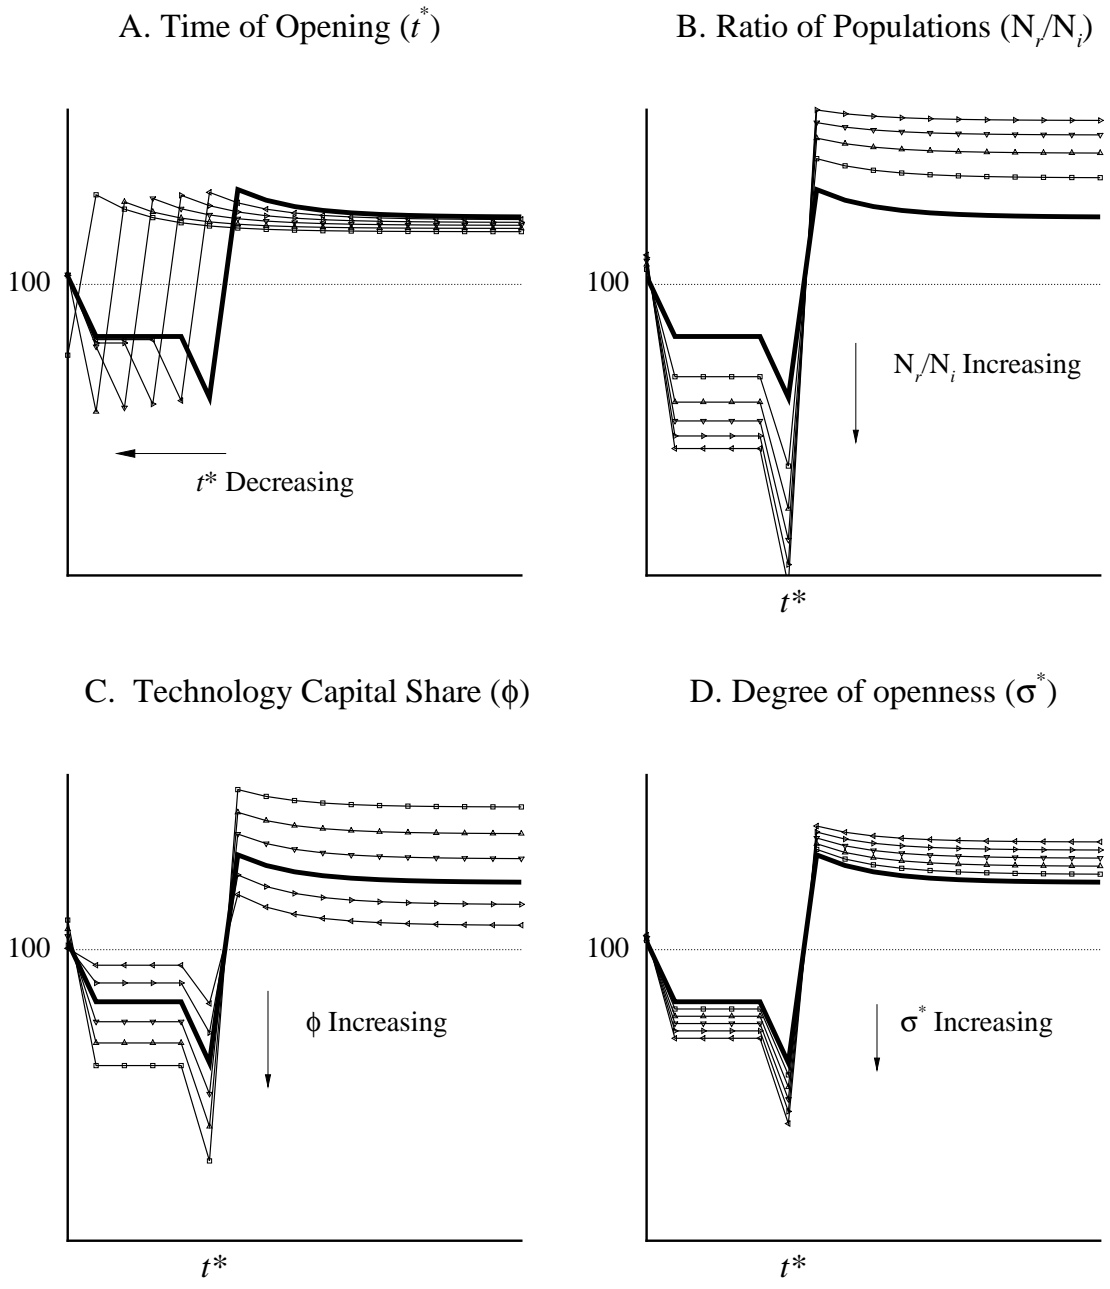 A. Time of Opening (t*)
B. Ratio of Populations (Nr/Ni)
100
t* Decreasing
100
Nr/Ni Increasing
t*
C. Technology Capital Share (ϕ)
D. Degree of openness (σ*)
100
ϕ Increasing
t*
100
σ* Increasing
t*